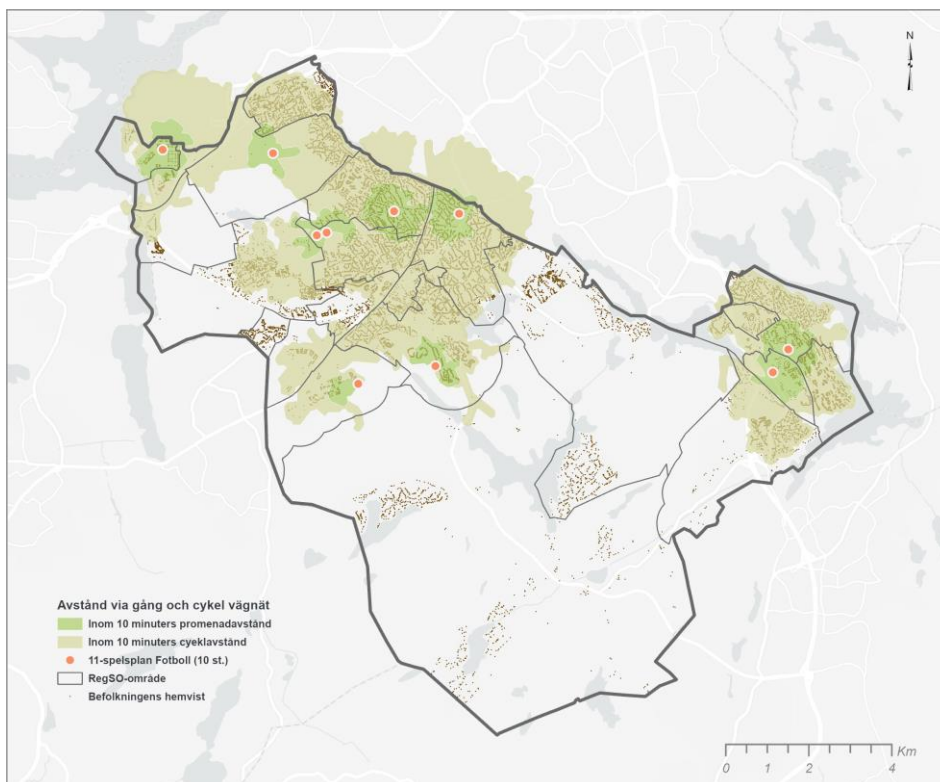 N
Avstånd via gång och cykel vägnät
Inom 10 minuters promenadavstånd
Inom 10 minuters cyeklavstånd
11-spelsplan Fotboll (10 st.)
RegSO-område
Befolkningens hemvist
Km
0 1 2 4